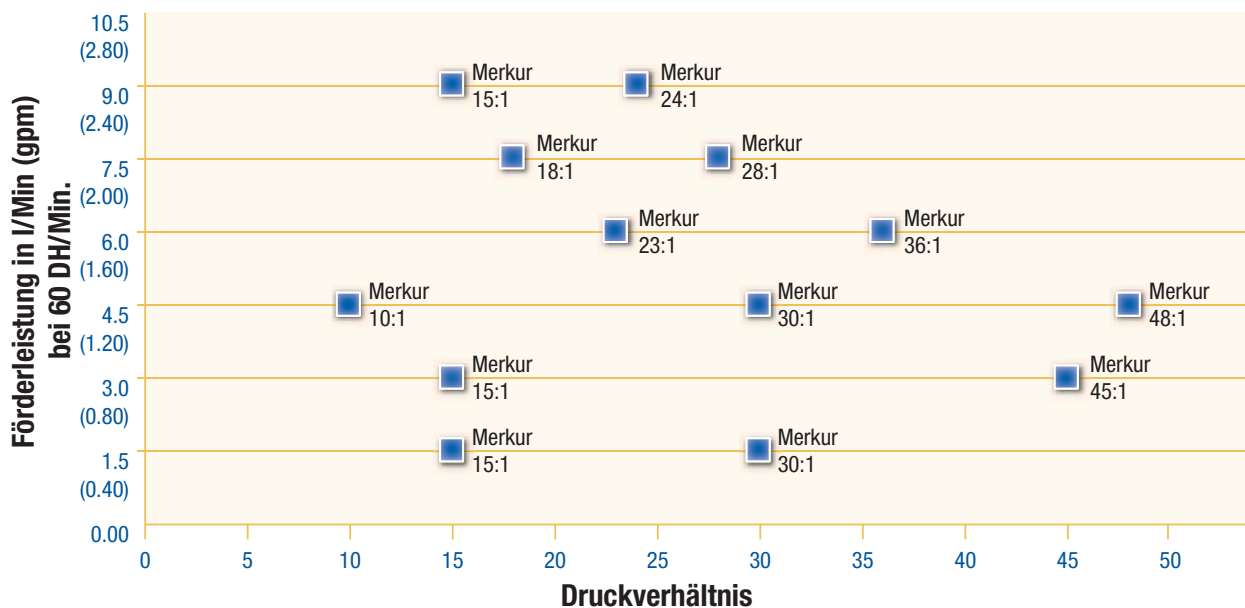 Förderleistung in l/Min (gpm)
bei 60 DH/Min.
10.5
(2.80)
9.0
(2.40)
7.5
(2.00)
6.0
(1.60)
4.5
(1.20)
3.0
(0.80)
1.5
(0.40)
0.00
Merkur
15:1
Merkur
24:1
Merkur
18:1
Merkur
28:1
Merkur
23:1
Merkur
36:1
Merkur
10:1
Merkur
30:1
Merkur
48:1
Merkur
15:1
Merkur
45:1
Merkur
15:1
Merkur
30:1
0 5 10 15 20 25 30 35 40 45 50
Druckverhältnis